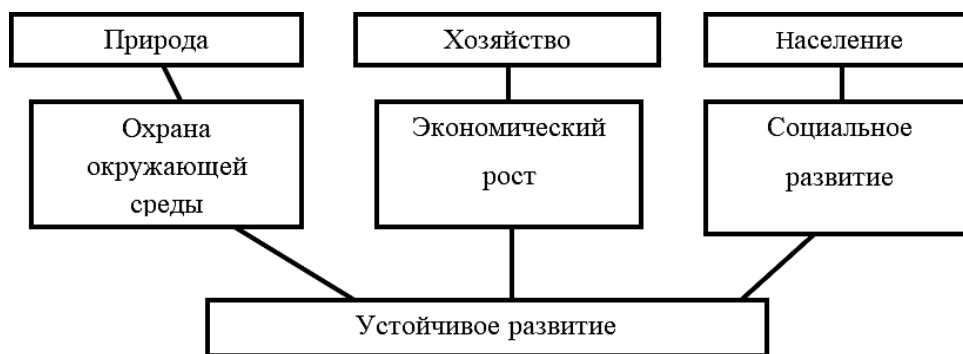 Природа
Хозяйство
Население
Охрана
окружающей
среды
Экономический
рост
Социальное
развитие
Устойчивое развитие